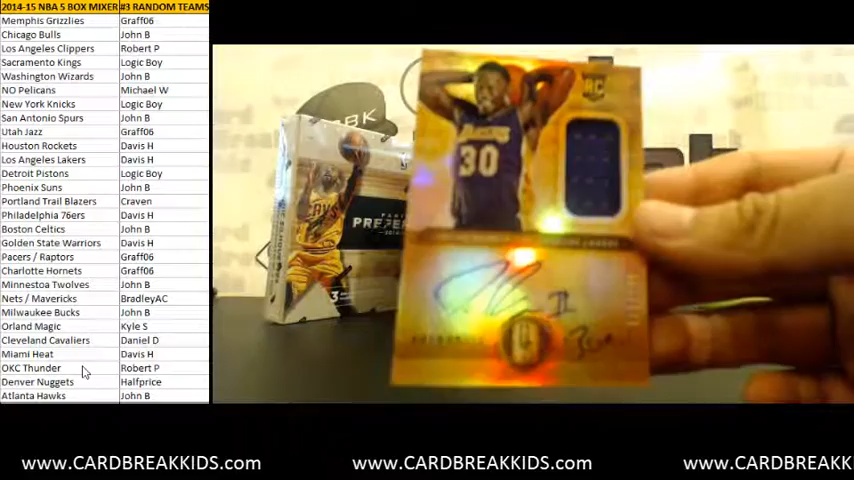 2014-15 NBA 5 BOX MIXER #3 RANDOM TEAMS
Memphis Grizzlies Graff06
Chicago Bulls John B
Los Angeles Clippers Robert P
Sacramento Kings Logic Boy
Washington Wizards John B
NO Pelicans Michael W
New York Knicks Logic Boy
San Antonio Spurs John B
Utah Jazz Graff06
Houston Rockets Davis H
Los Angeles Lakers Davis H
Detroit Pistons Logic Boy
Phoenix Suns John B
Portland Trail Blazers Craven
Philadelphia 76ers Davis H
Boston Celtics John B
Golden State Warriors Davis H
Pacers / Raptors Graff06
Charlotte Hornets Graff06
Minnestoa Twolves John B
Nets / Mavericks BradleyAC
Milwaukee Bucks John B
Orland Magic Kyle S
Cleveland Cavaliers Daniel D
Miami Heat Davis H
OKC Thunder Robert P
Denver Nuggets Halfprice
Atlanta Hawks John B
RC
30
www.CARDBREAKKIDS.com www.CARDBREAKKIDS.com www.CARDB